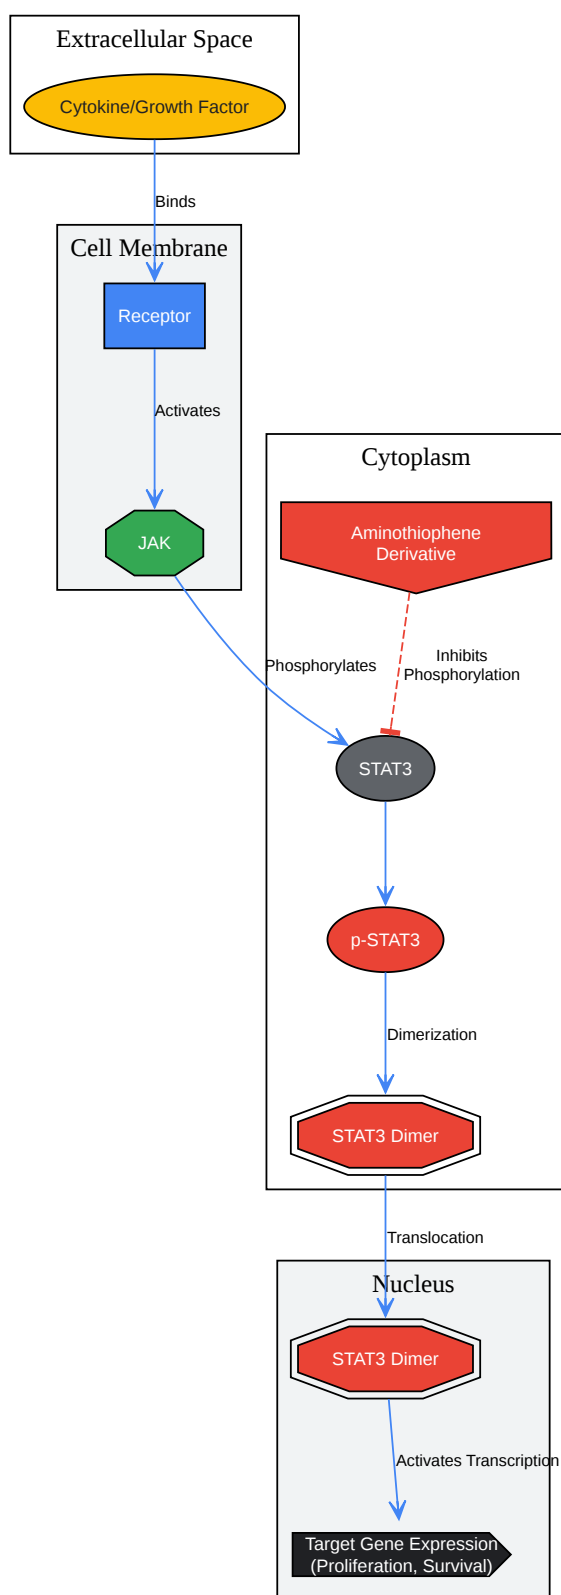 Extracellular Space
Cytokine/Growth Factor
Binds
Cell Membrane
Receptor
Activates
Cytoplasm
Aminothiophene
Derivative
JAK
Inhibits
Phosphorylation
Phosphorylates
STAT3
p-STAT3
Dimerization
STAT3 Dimer
Translocation
Nucleus
STAT3 Dimer
Activates Transcription
Target Gene Expression
(Proliferation, Survival)